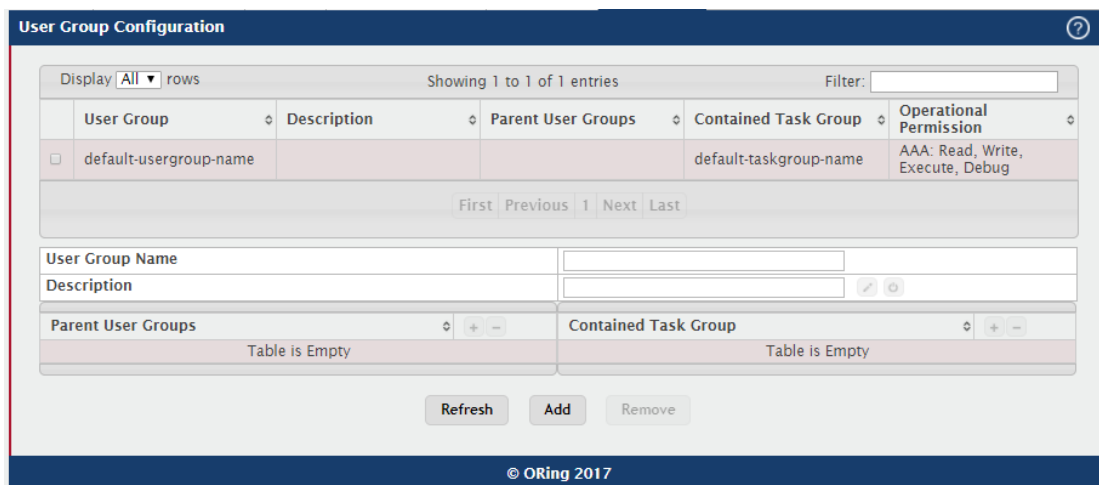 User Group Configuration
Display All rows Showing 1 to 1 of 1 entries Filter:
User Group Description Parent User Groups Contained Task Group Operational Permission
default-usergroup-name default-taskgroup-name AAA: Read, Write, Execute, Debug
First Previous 1 Next Last
User Group Name
Description
Parent User Groups + − Contained Task Group + −
Table is Empty Table is Empty
Refresh Add Remove
© ORing 2017